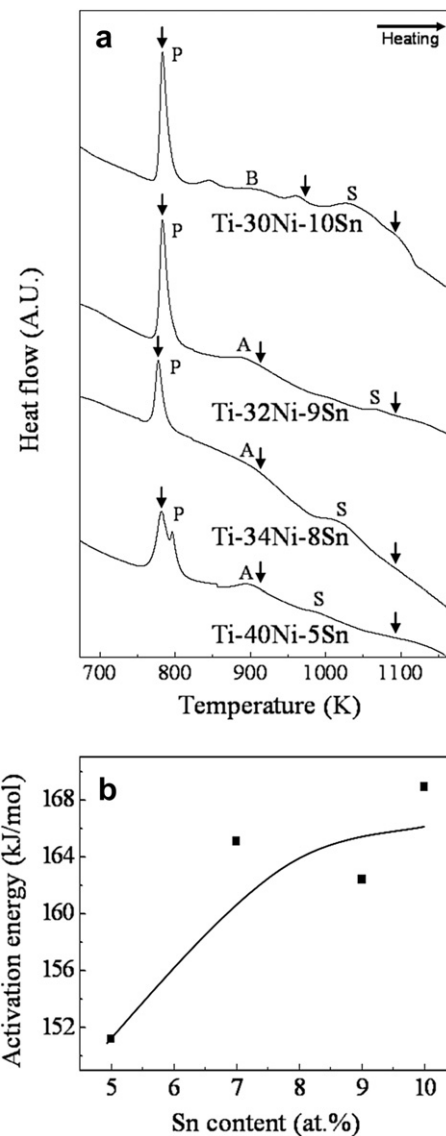 a
Heating
P
B
S
Ti-30Ni-10Sn
P
A
S
Ti-32Ni-9Sn
P
A
S
Ti-34Ni-8Sn
P
A
S
Ti-40Ni-5Sn
Heat flow (A.U.)
700 800 900 1000 1100
Temperature (K)
b
168
164
160
156
152
Activation energy (kJ/mol)
5 6 7 8 9 10
Sn content (at.%)